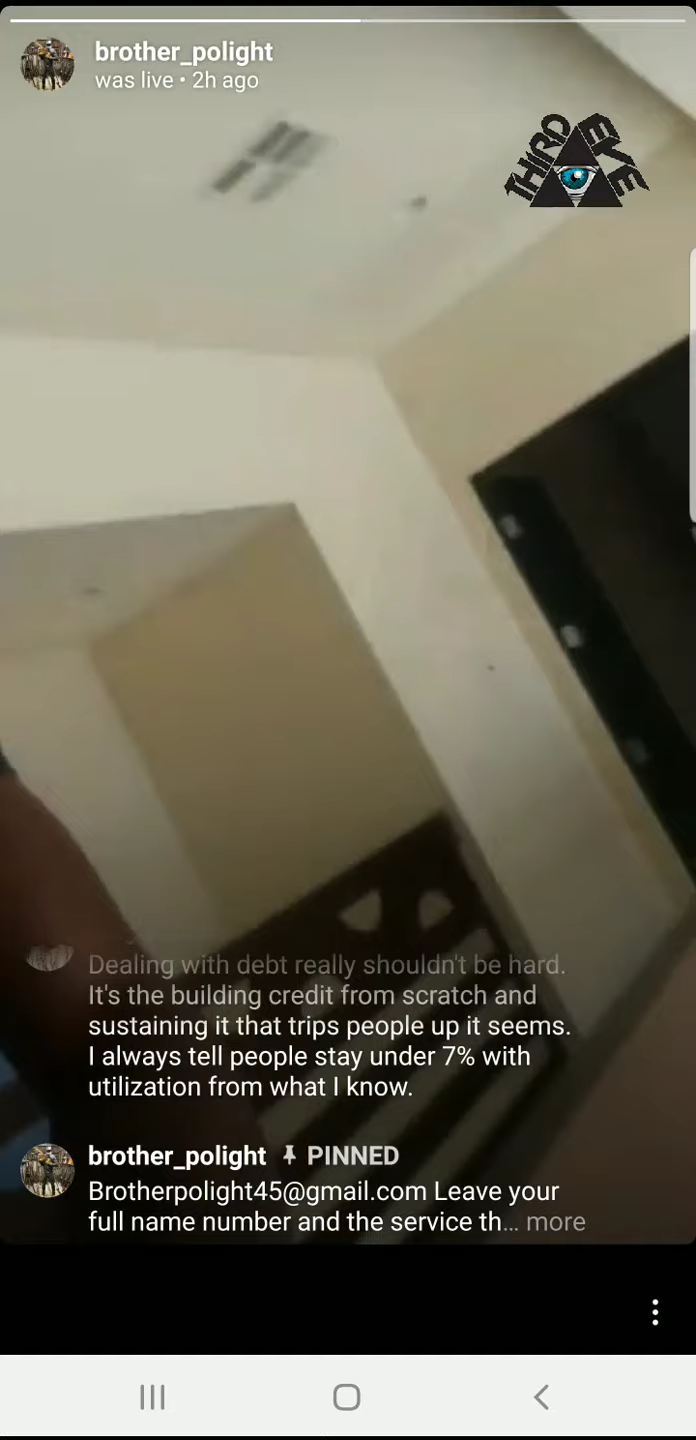 brother_polight
was live • 2h ago
THIRD EYE
Dealing with debt really shouldn't be hard.
It's the building credit from scratch and
sustaining it that trips people up it seems.
I always tell people stay under 7% with
utilization from what I know.
brother_polight PINNED
Brotherpolight45@gmail.com Leave your
full name number and the service th... more